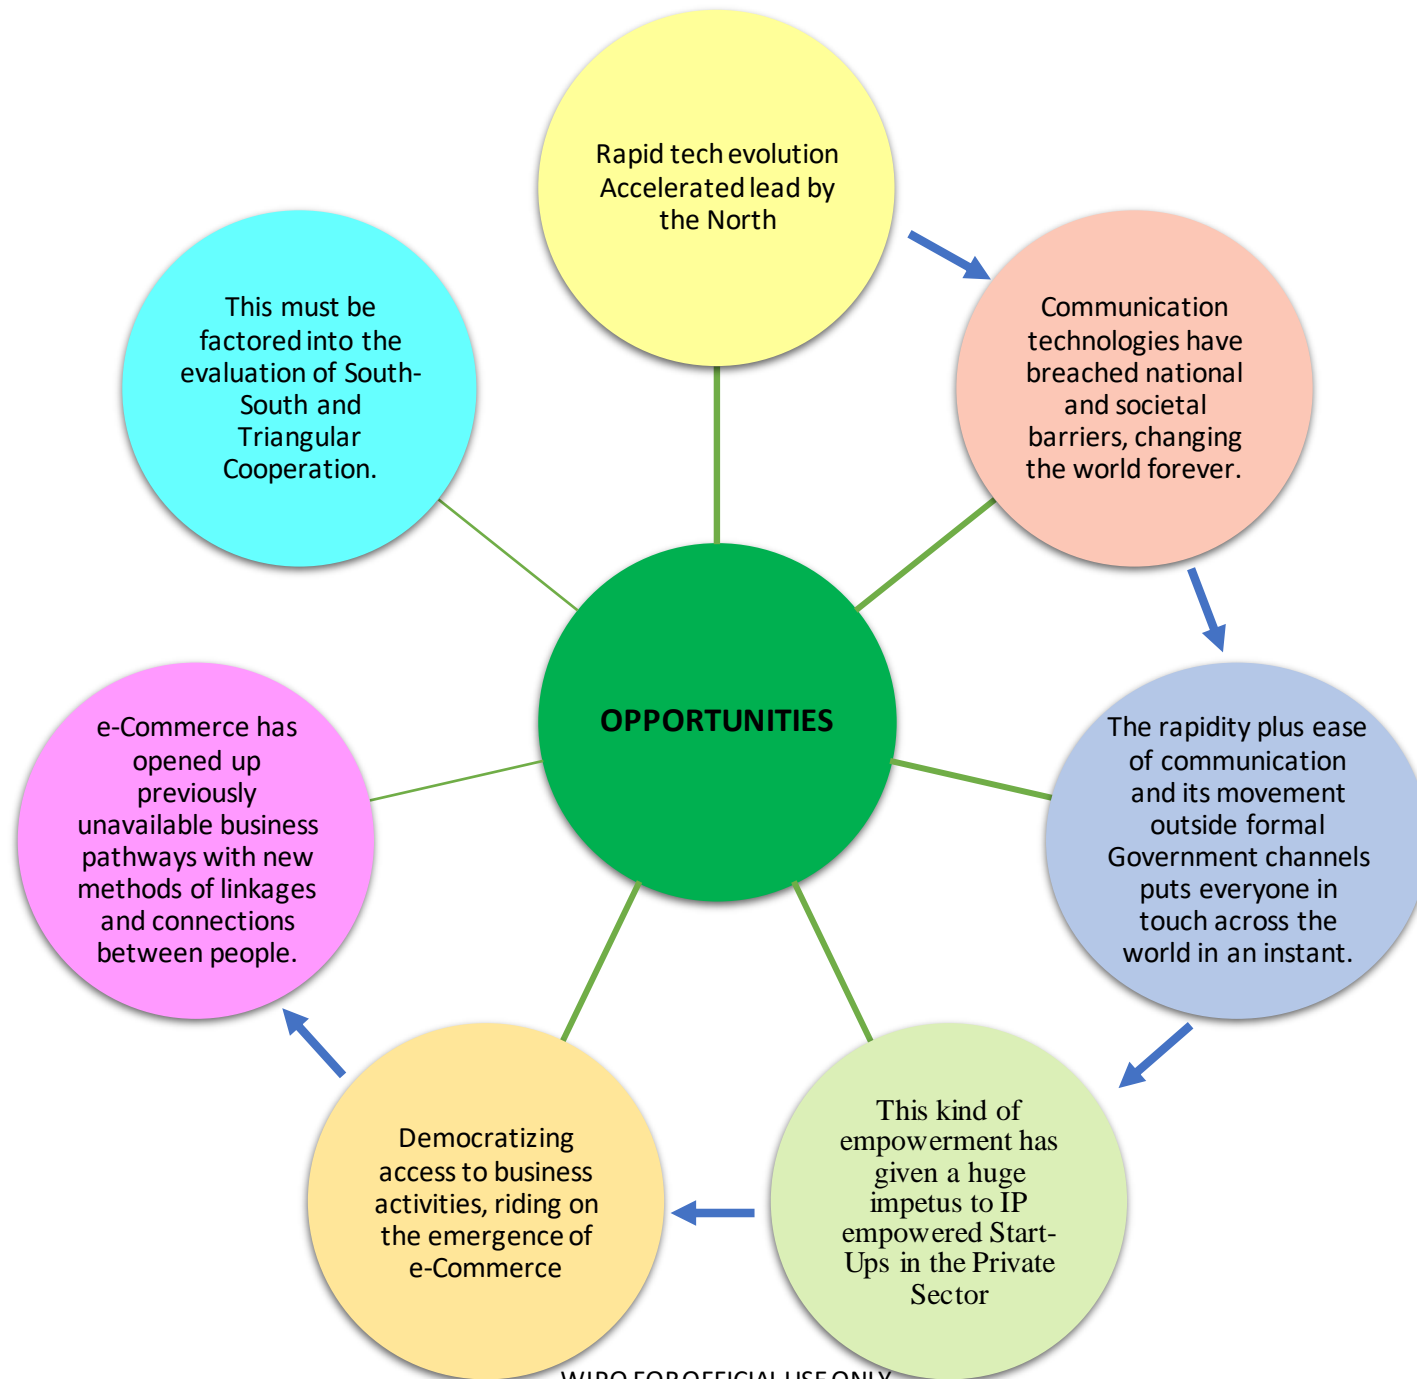 Rapid tech evolution
Accelerated lead by
the North
Communication
technologies have
breached national
and societal
barriers, changing
the world forever.
The rapidity plus ease
of communication
and its movement
outside formal
Government channels
puts everyone in
touch across the
world in an instant.
This kind of
empowerment has
given a huge
impetus to IP
empowered Start-
Ups in the Private
Sector
Democratizing
access to business
activities, riding on
the emergence of
e-Commerce
e-Commerce has
opened up
previously
unavailable business
pathways with new
methods of linkages
and connections
between people.
This must be
factored into the
evaluation of South-
South and
Triangular
Cooperation.
OPPORTUNITIES
WIPO FOR OFFICIAL USE ONLY